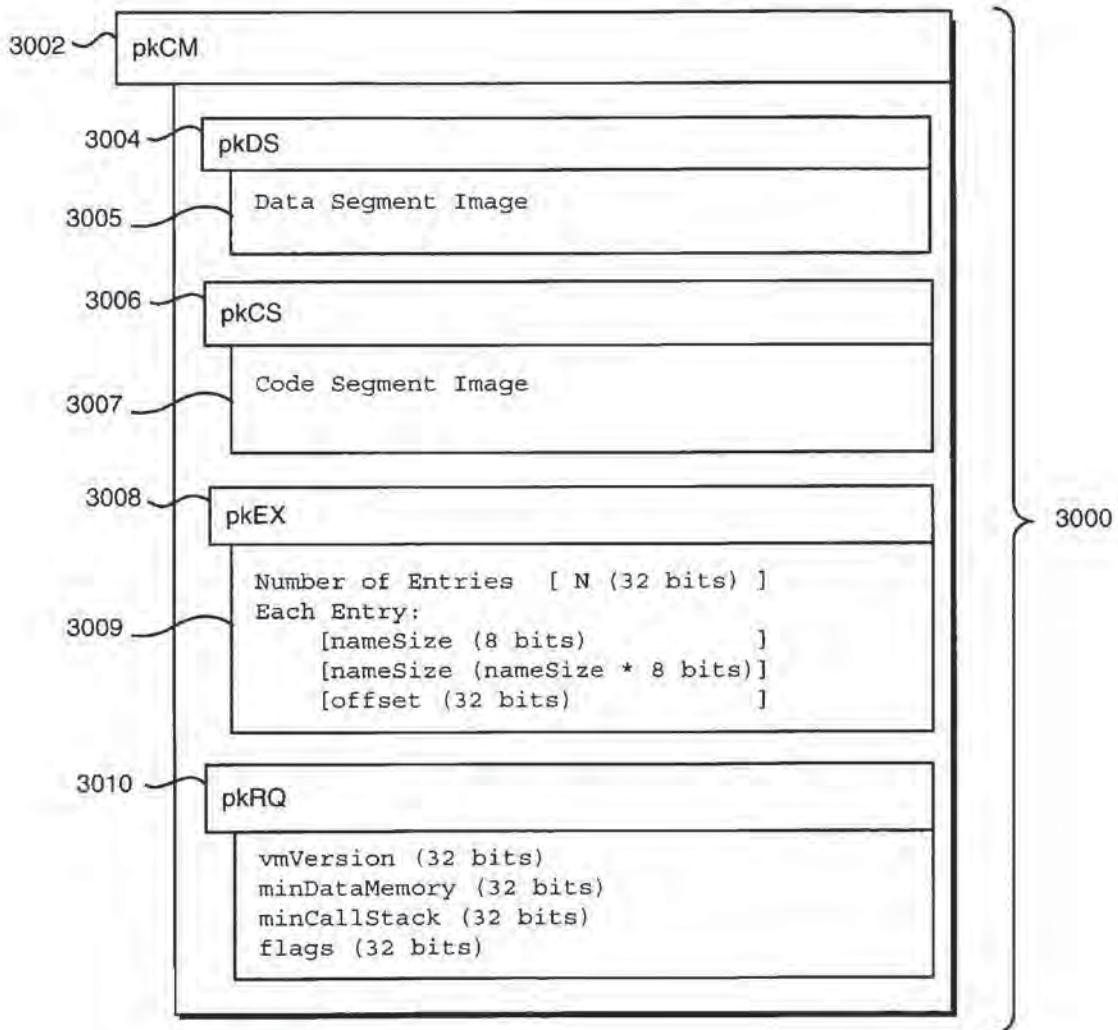 3002
pkCM
3004
pkDS
3005
Data Segment Image
3006
pkCS
3007
Code Segment Image
3008
pkEX
3000
3009
Number of Entries [ N (32 bits) ]
Each Entry:
[nameSize (8 bits) ]
[nameSize (nameSize * 8 bits)]
[offset (32 bits) ]
3010
pkRQ
vmVersion (32 bits)
minDataMemory (32 bits)
minCallStack (32 bits)
flags (32 bits)